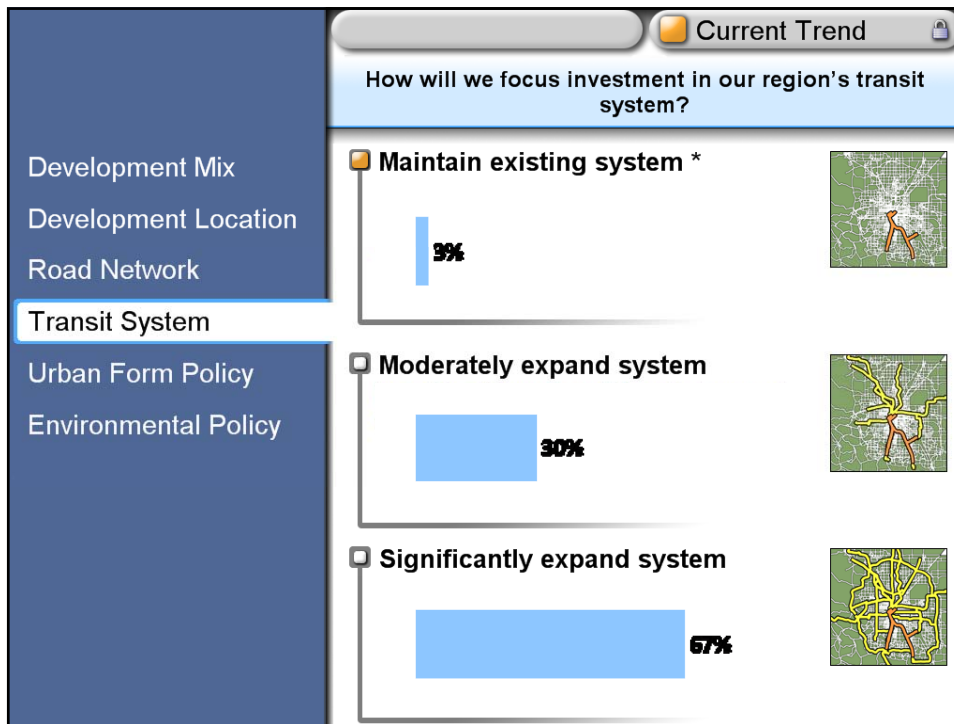 Current Trend
How will we focus investment in our region's transit
system?
Development Mix
Development Location
Road Network
Transit System
Urban Form Policy
Environmental Policy
Maintain existing system *
3%
Moderately expand system
30%
Significantly expand system
67%